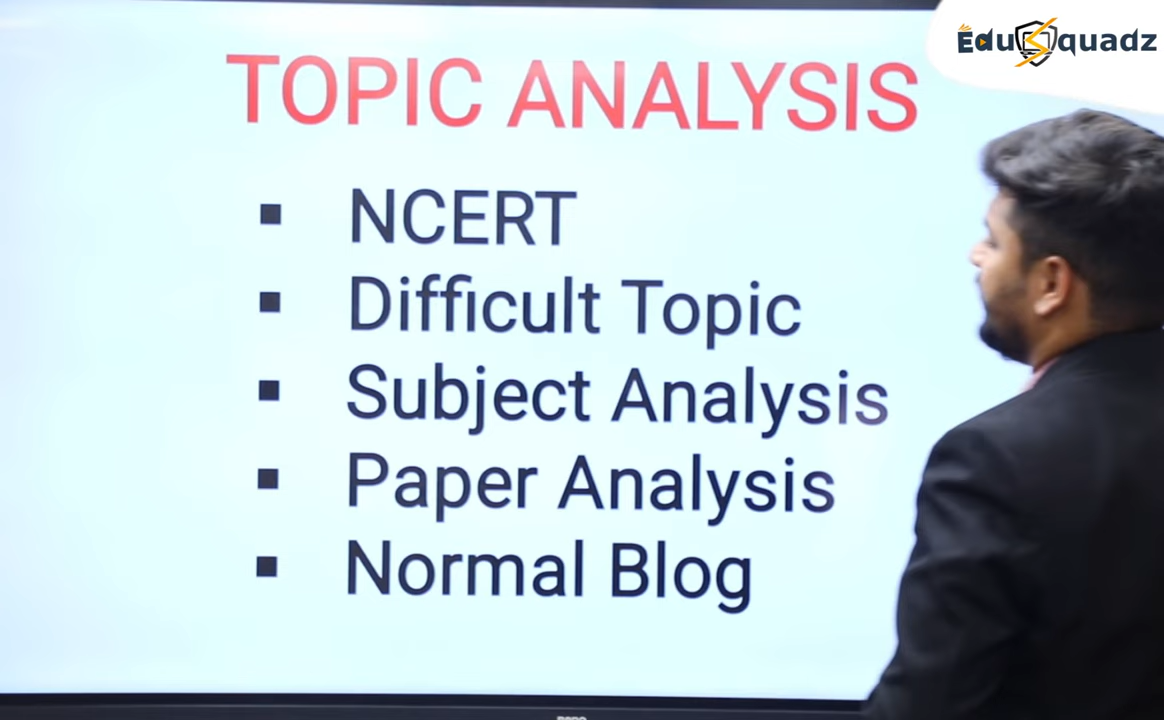 EduSquadz
TOPIC ANALYSIS
▪ NCERT
▪ Difficult Topic
▪ Subject Analysis
▪ Paper Analysis
▪ Normal Blog